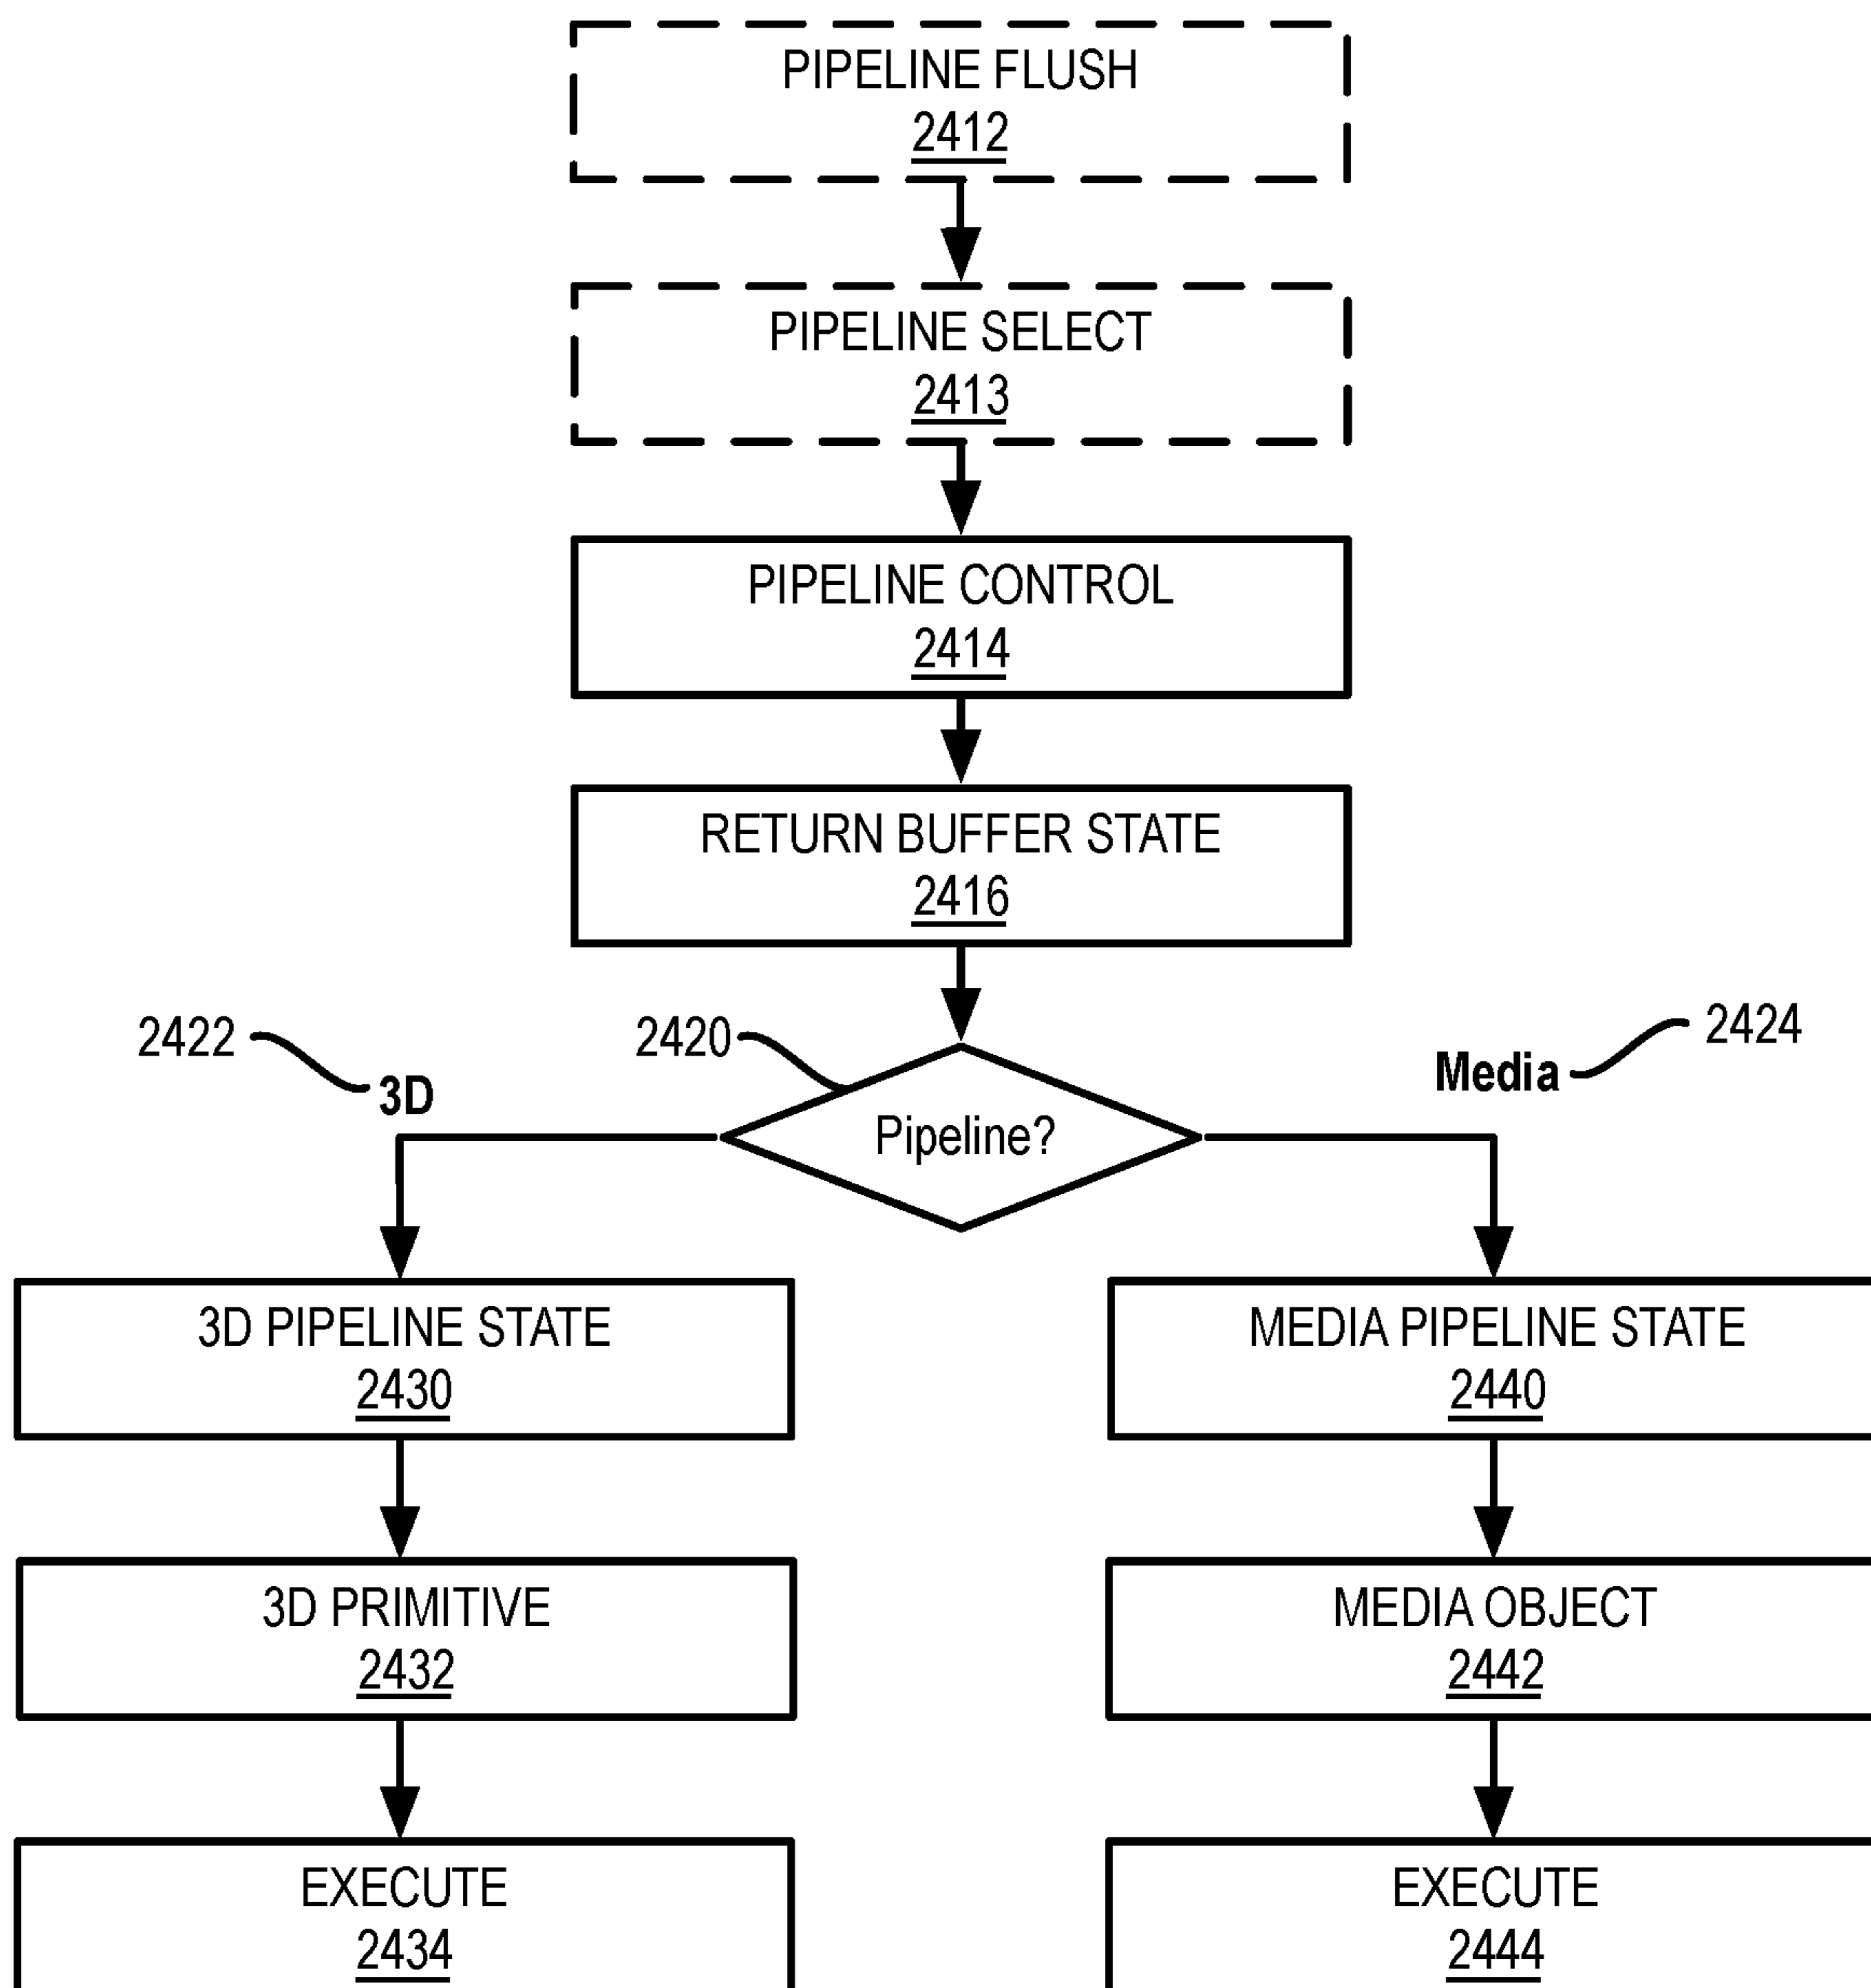 PIPELINE FLUSH
2412
PIPELINE SELECT
2413
PIPELINE CONTROL
2414
RETURN BUFFER STATE
2416
2422
2420
2424
3D
Media
Pipeline?
3D PIPELINE STATE
2430
MEDIA PIPELINE STATE
2440
3D PRIMITIVE
2432
MEDIA OBJECT
2442
EXECUTE
2434
EXECUTE
2444